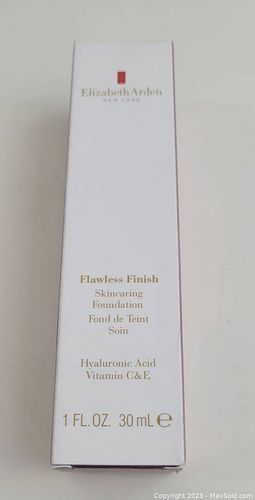 Elizabeth Arden
NEW YORK
Flawless Finish
Skincaring
Foundation
Fond de Teint
Soin
Hyaluronic Acid
Vitamin C&E
1 FL.OZ. 30 mL ℮
Copyright 2023 - MaxSold.com